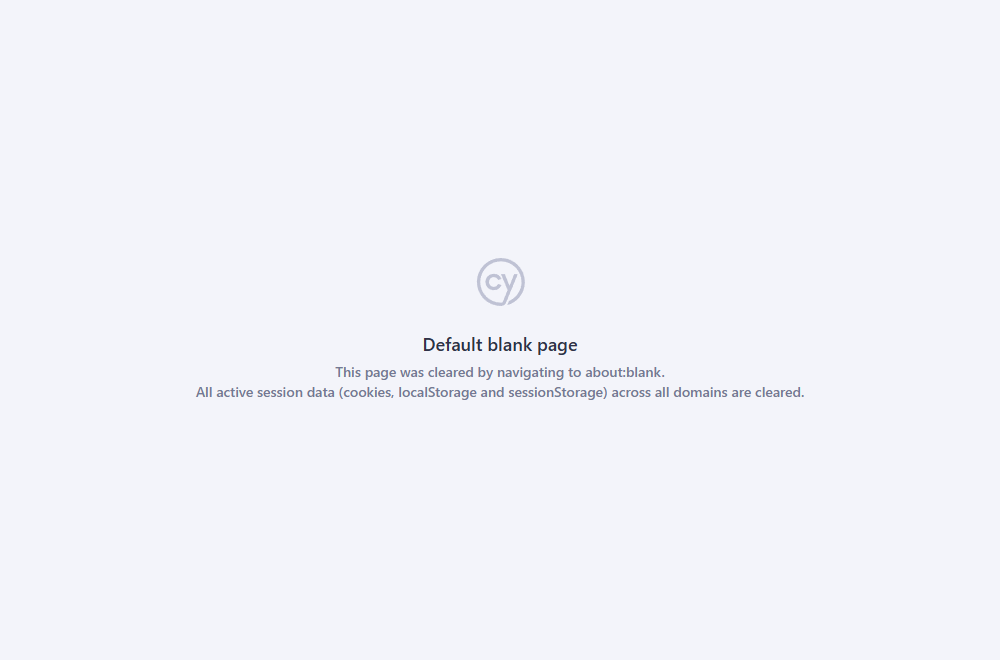 cy
Default blank page
This page was cleared by navigating to about:blank.
All active session data (cookies, localStorage and sessionStorage) across all domains are cleared.